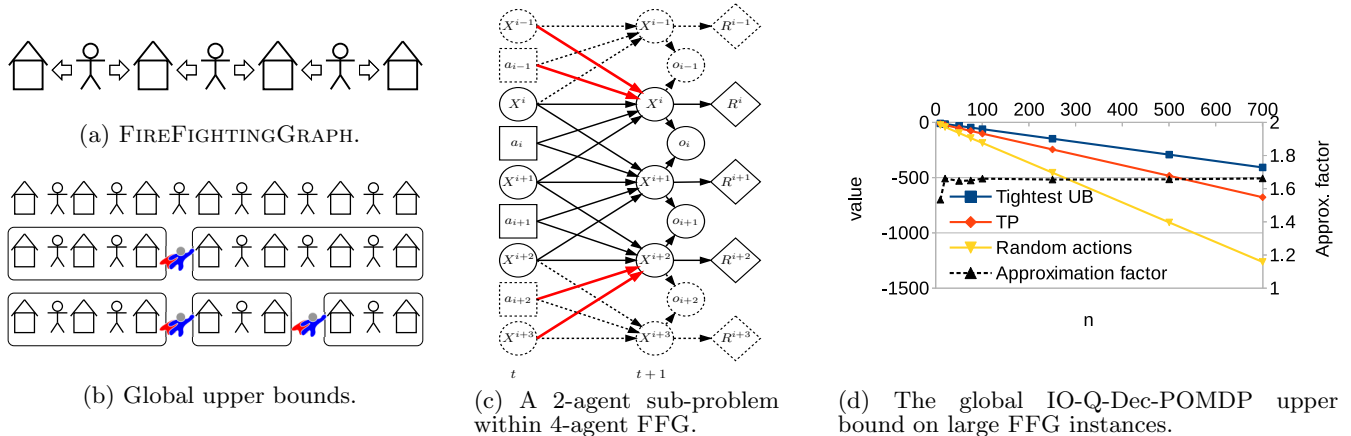 (a) FIREFIGHTINGGRAPH.
(b) Global upper bounds.
X^{i-1} X^{i-1} R^{i-1}
a_{i-1} o_{i-1}
X^i X^i R^i
a_i o_i
X^{i+1} X^{i+1} R^{i+1}
a_{i+1} o_{i+1}
X^{i+2} X^{i+2} R^{i+2}
a_{i+2} o_{i+2}
X^{i+3} X^{i+3} R^{i+3}
t t+1
(c) A 2-agent sub-problem
within 4-agent FFG.
0 100 200 300 400 500 600 700
0 -500 -1000 -1500
value
2 1.8 1.6 1.4 1.2 1
Approx. factor
Tightest UB
TP
Random actions
Approximation factor
n
(d) The global IO-Q-Dec-POMDP upper
bound on large FFG instances.